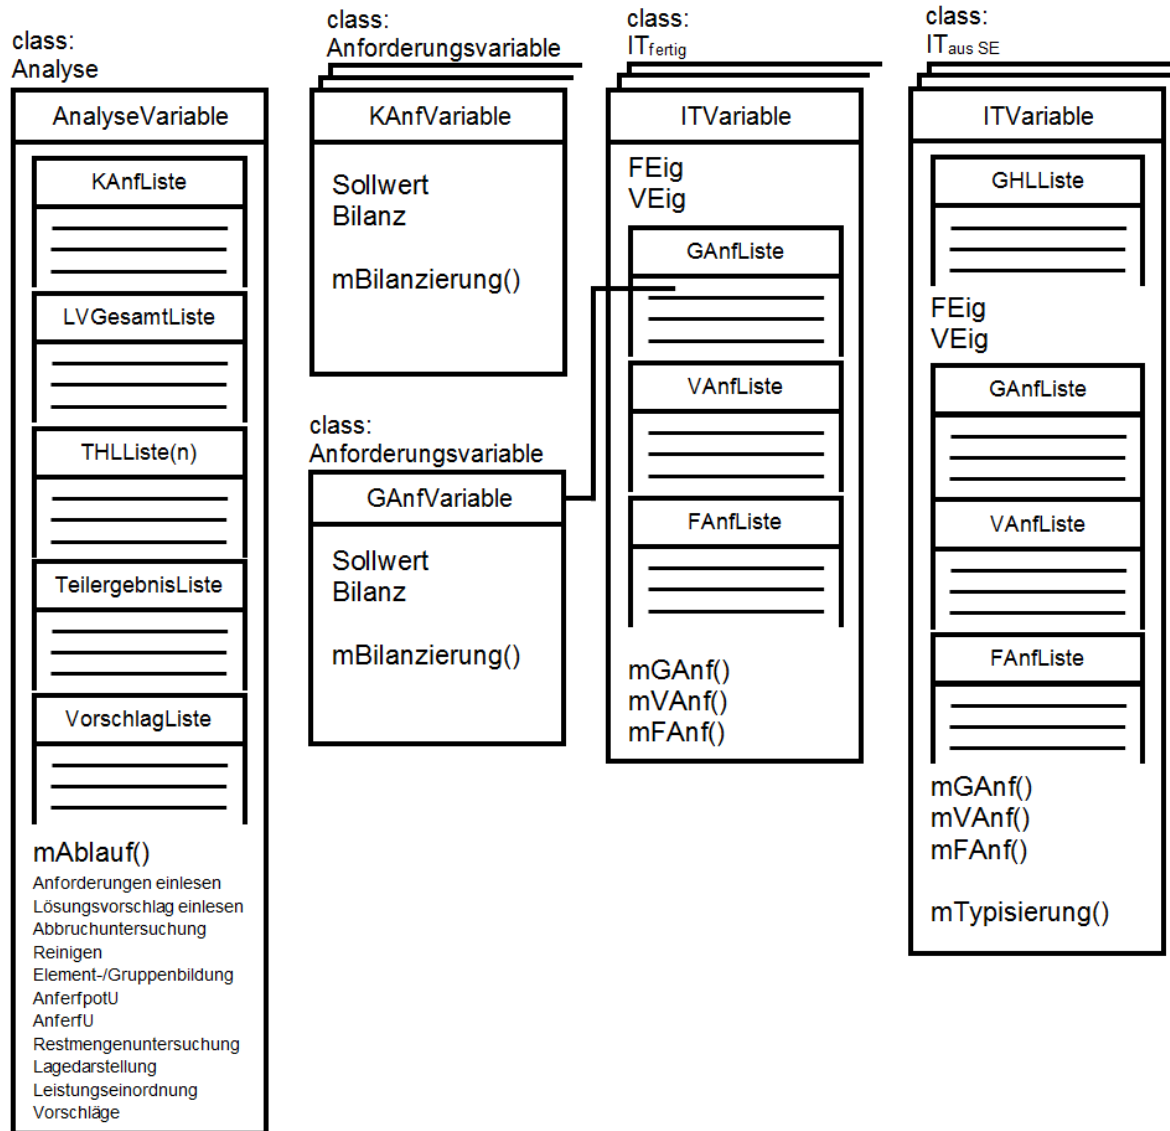 class:
Analyse
AnalyseVariable
KAnfListe
LVGesamtListe
THLListe(n)
TeilergebnisListe
VorschlagListe
mAblauf()
Anforderungen einlesen
Lösungsvorschlag einlesen
Abbruchuntersuchung
Reinigen
Element-/Gruppenbildung
AnferfpotU
AnferfU
Restmengenuntersuchung
Lagedarstellung
Leistungseinordnung
Vorschläge
class:
Anforderungsvariable
KAnfVariable
Sollwert
Bilanz
mBilanzierung()
class:
Anforderungsvariable
GAnfVariable
Sollwert
Bilanz
mBilanzierung()
class:
ITfertig
ITVariable
FEig
VEig
GAnfListe
VAnfListe
FAnfListe
mGAnf()
mVAnf()
mFAnf()
class:
ITaus SE
ITVariable
GHLListe
FEig
VEig
GAnfListe
VAnfListe
FAnfListe
mGAnf()
mVAnf()
mFAnf()
mTypisierung()